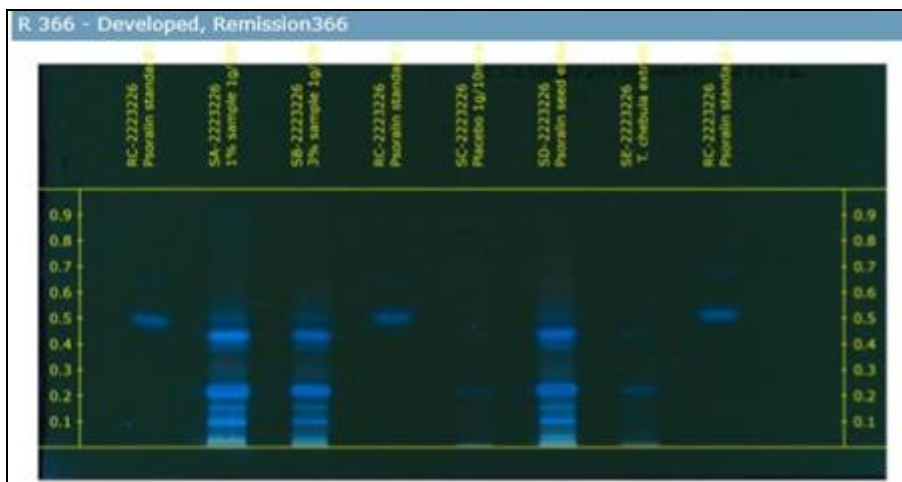 R 366 - Developed, Remission366
RC-2223226
Psoralin standard
SA-2223226
1% sample 1g/
SB-2223226
3% sample 1g/
RC-2223226
Psoralin standard
SC-2223226
Placebo 1g/10
SD-2223226
Psoralin seed
SE-2223226
T. chebula
RC-2223226
Psoralin standard
0.9 0.9
0.8 0.8
0.7 0.7
0.6 0.6
0.5 0.5
0.4 0.4
0.3 0.3
0.2 0.2
0.1 0.1